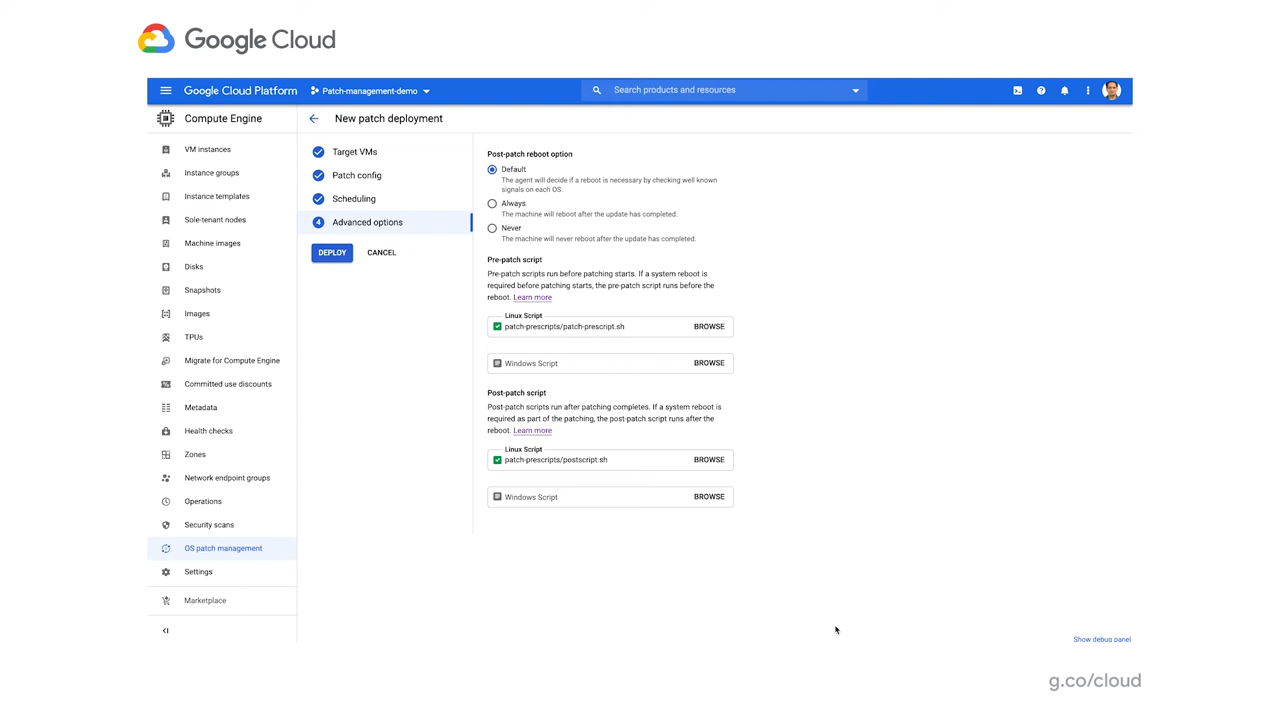 Google Cloud
Google Cloud Platform
Patch-management-demo
Search products and resources
Compute Engine
New patch deployment
VM instances
Instance groups
Instance templates
Sole-tenant nodes
Machine images
Disks
Snapshots
Images
TPUs
Migrate for Compute Engine
Committed use discounts
Metadata
Health checks
Zones
Network endpoint groups
Operations
Security scans
OS patch management
Settings
Marketplace
Target VMs
Patch config
Scheduling
4 Advanced options
DEPLOY CANCEL
Post-patch reboot option
Default
The agent will decide if a reboot is necessary by checking well known
signals on each OS.
Always
The machine will reboot after the update has completed.
Never
The machine will never reboot after the update has completed.
Pre-patch script
Pre-patch scripts run before patching starts. If a system reboot is
required before patching starts, the pre-patch script runs before the
reboot. Learn more
Linux Script
patch-prescripts/patch-prescript.sh BROWSE
Windows Script BROWSE
Post-patch script
Post-patch scripts run after patching completes. If a system reboot is
required as part of the patching, the post-patch script runs after the
reboot. Learn more
Linux Script
patch-prescripts/postscript.sh BROWSE
Windows Script BROWSE
Show debug panel
g.co/cloud